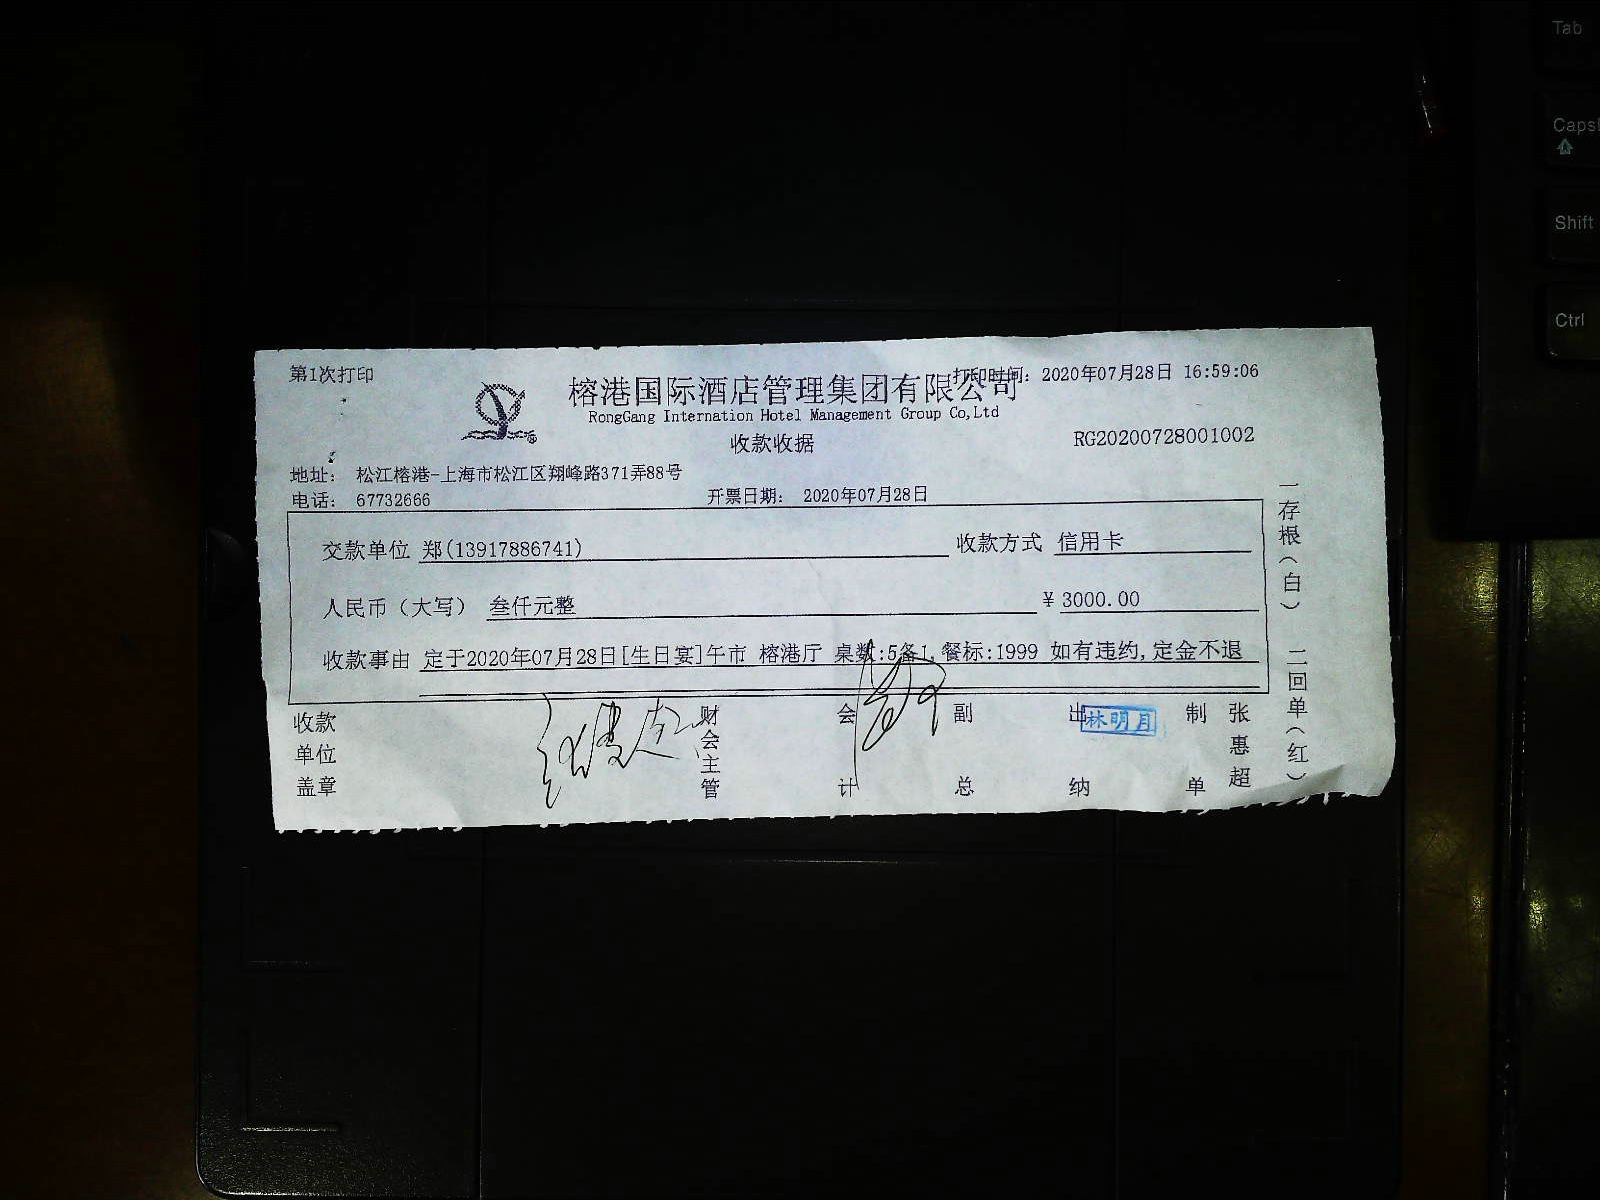 第1次打印
打印时间: 2020年07月28日 16:59:06
榕港国际酒店管理集团有限公司
RongGang Internation Hotel Management Group Co,Ltd
收款收据
RG20200728001002
地址: 松江榕港-上海市松江区翔峰路371弄88号
电话: 67732666
开票日期: 2020年07月28日
交款单位 郑(13917886741)
收款方式 信用卡
人民币(大写) 叁仟元整
¥ 3000.00
收款事由 定于2020年07月28日[生日宴]午市 榕港厅 桌数:5备1,餐标:1999 如有违约,定金不退
收款
单位
盖章
财会主管
会计
副总
出纳
林明月
制单
张惠超
一存根(白) 二回单(红)
Tab
Caps
Shift
Ctrl